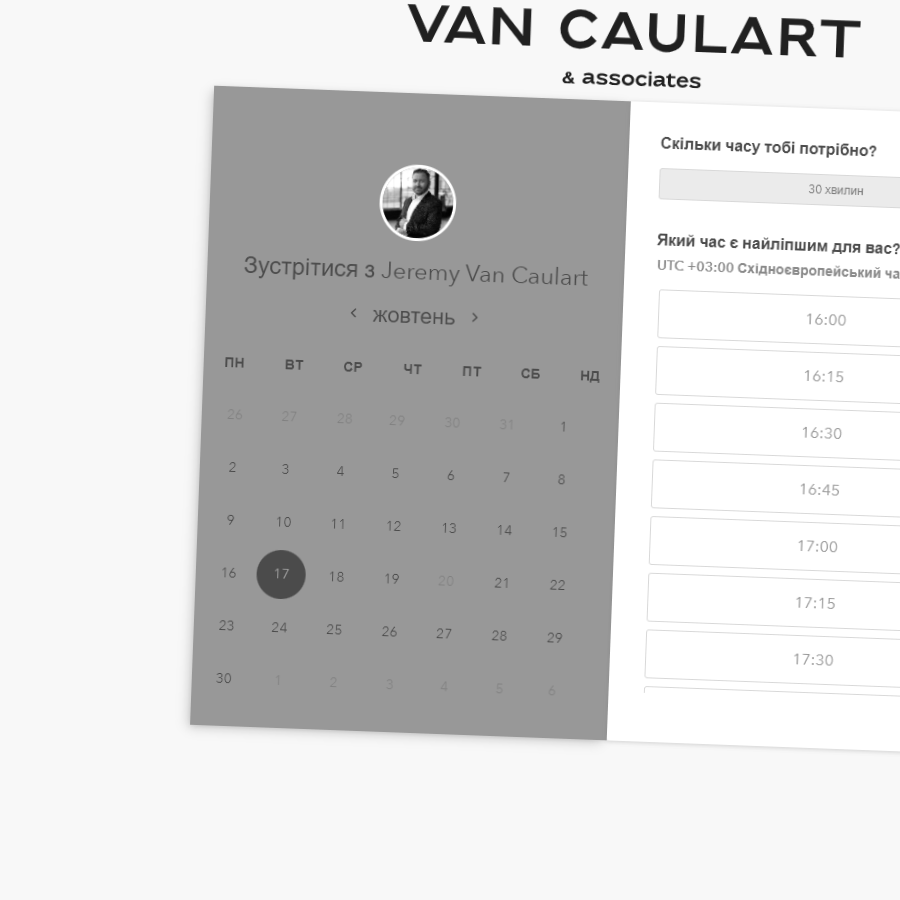 VAN CAULART
& associates
Зустрітися з Jeremy Van Caulart
‹ жовтень ›
ПН ВТ СР ЧТ ПТ СБ НД
26 27 28 29 30 31 1
2 3 4 5 6 7 8
9 10 11 12 13 14 15
16 17 18 19 20 21 22
23 24 25 26 27 28 29
30 1 2 3 4 5 6
Скільки часу тобі потрібно?
30 хвилин
Який час є найліпшим для вас?
UTC +03:00 Східноєвропейський ча
16:00
16:15
16:30
16:45
17:00
17:15
17:30